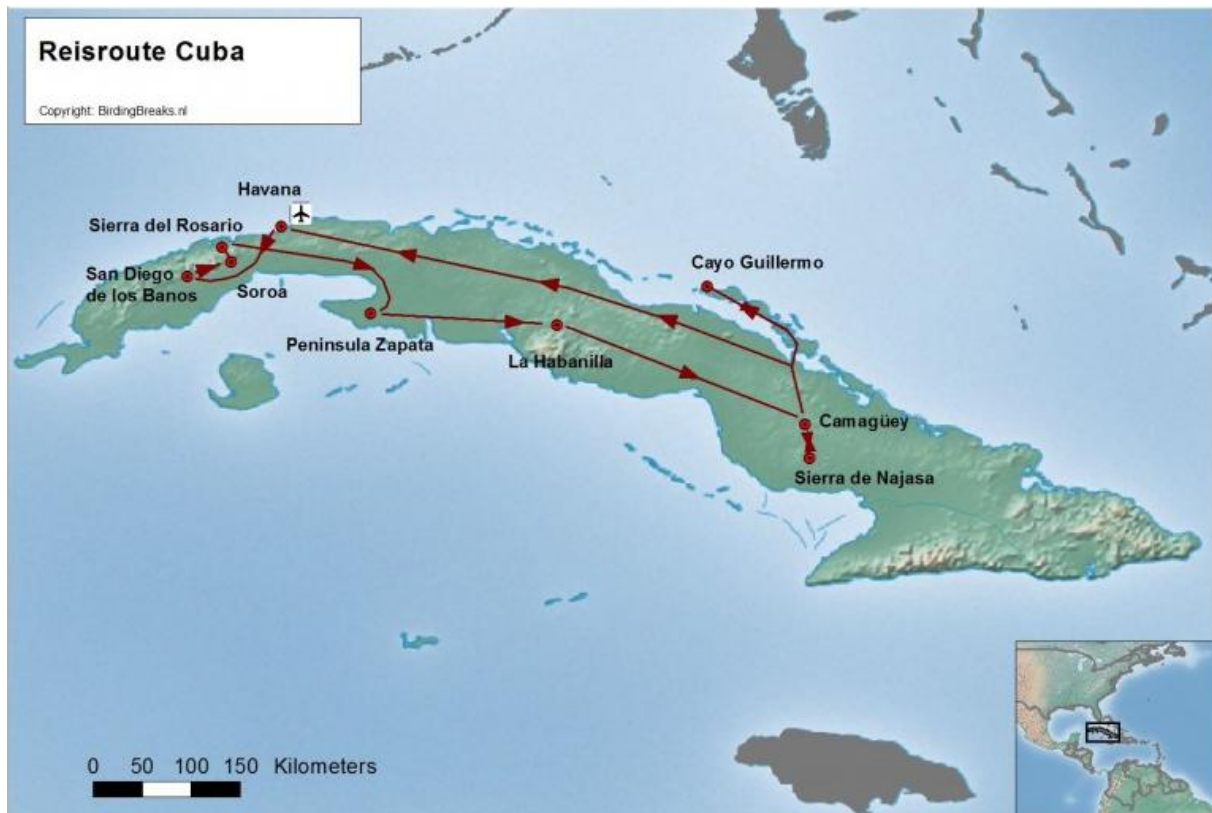 Reisroute Cuba
Copyright: BirdingBreaks.nl
Havana
Sierra del Rosario
San Diego
de los Banos
Soroa
Cayo Guillermo
Peninsula Zapata
La Habanilla
Camagüey
Sierra de Najasa
0 50 100 150 Kilometers